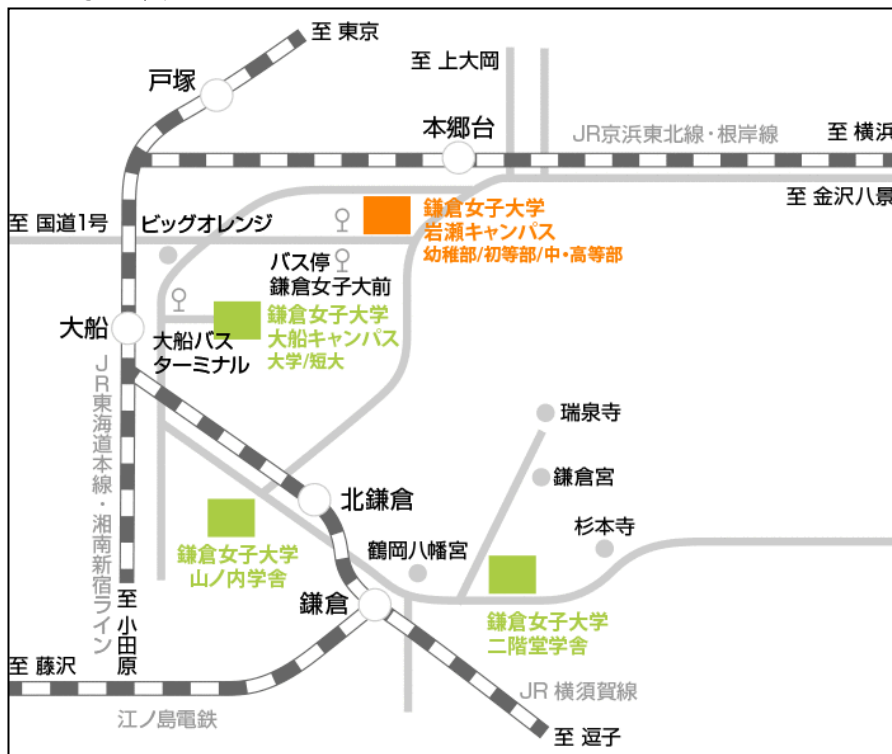 至 東京
戸塚
至 上大岡
本郷台
JR京浜東北線・根岸線
至 横浜
至 金沢八景
至 国道1号
ビッグオレンジ
鎌倉女子大学
岩瀬キャンパス
幼稚部/初等部/中・高等部
バス停
鎌倉女子大前
大船
大船バス
ターミナル
鎌倉女子大学
大船キャンパス
大学/短大
JR東海道本線・湘南新宿ライン
瑞泉寺
鎌倉宮
北鎌倉
杉本寺
鎌倉女子大学
山ノ内学舎
鶴岡八幡宮
鎌倉
鎌倉女子大学
二階堂学舎
至 小田原
至 藤沢
江ノ島電鉄
JR 横須賀線
至 逗子